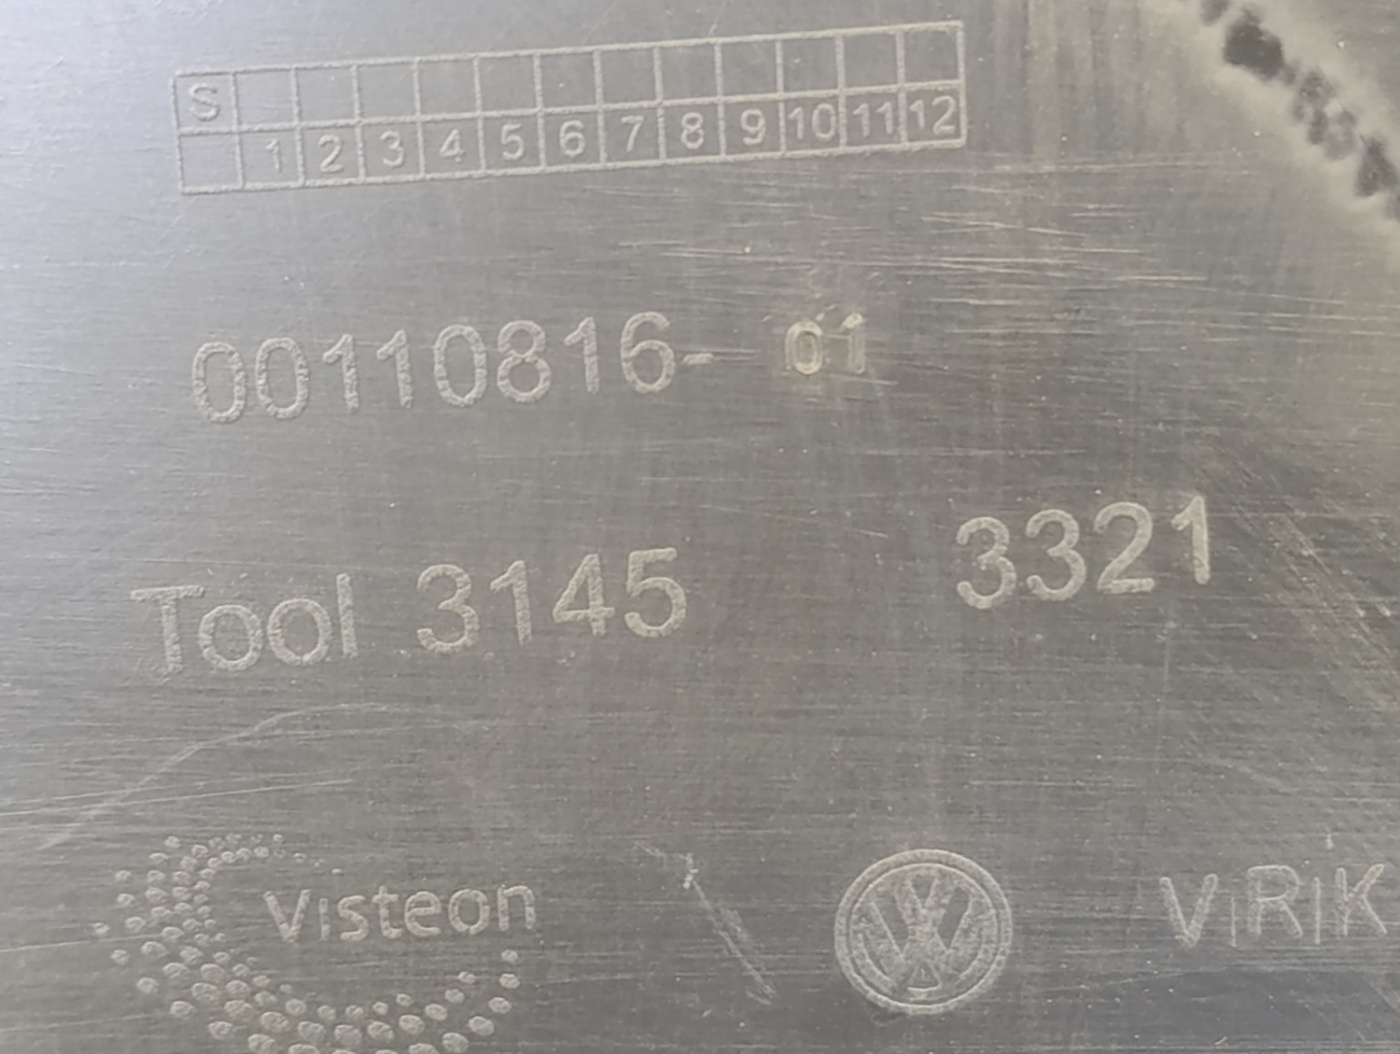 S
1 2 3 4 5 6 7 8 9 10 11 12
00110816- 01
Tool 3145 3321
Visteon VW V|R|K